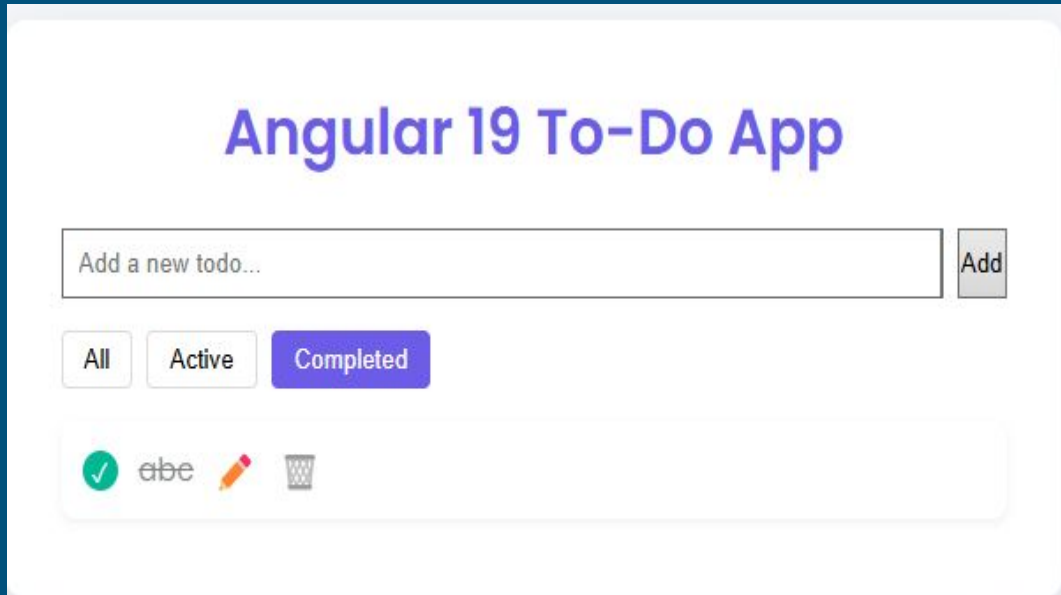 Angular 19 To-Do App
Add a new todo... Add
All Active Completed
abc